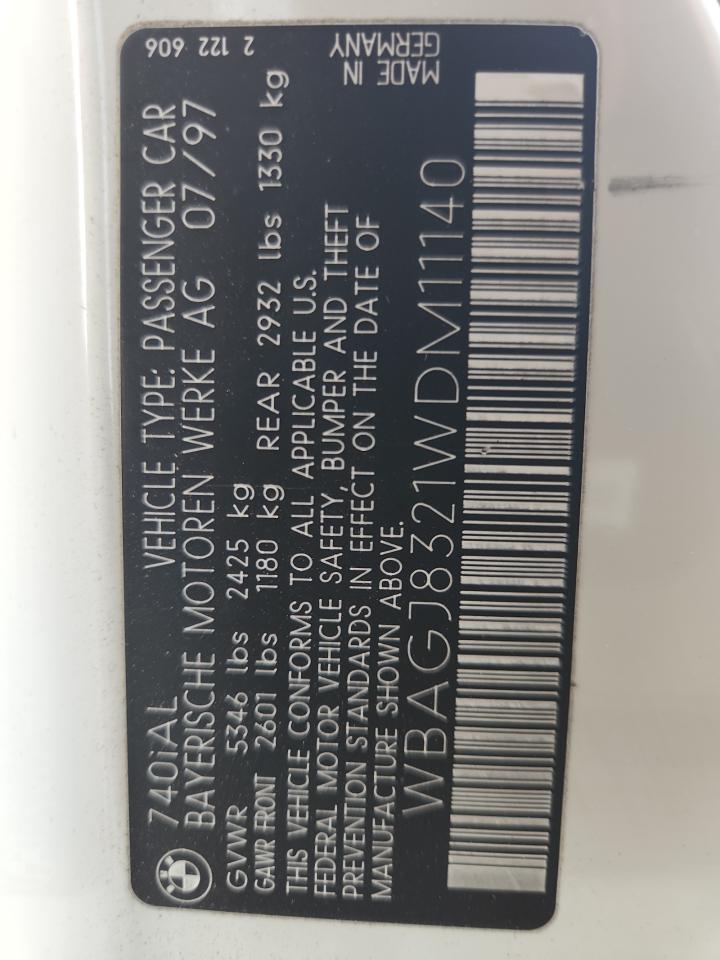 740iAL VEHICLE TYPE: PASSENGER CAR 2 122 606
BAYERISCHE MOTOREN WERKE AG 07/97
GVWR 5346 lbs 2425 kg
GAWR FRONT 2601 lbs 1180 kg REAR 2932 lbs 1330 kg
THIS VEHICLE CONFORMS TO ALL APPLICABLE U.S.
FEDERAL MOTOR VEHICLE SAFETY, BUMPER AND THEFT
PREVENTION STANDARDS IN EFFECT ON THE DATE OF
MANUFACTURE SHOWN ABOVE.
MADE IN
GERMANY
WBAGJ8321WDM11140